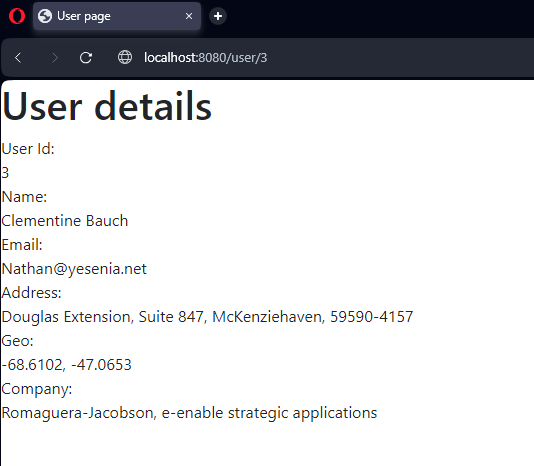 User page
localhost:8080/user/3
User details
User Id:
3
Name:
Clementine Bauch
Email:
Nathan@yesenia.net
Address:
Douglas Extension, Suite 847, McKenziehaven, 59590-4157
Geo:
-68.6102, -47.0653
Company:
Romaguera-Jacobson, e-enable strategic applications